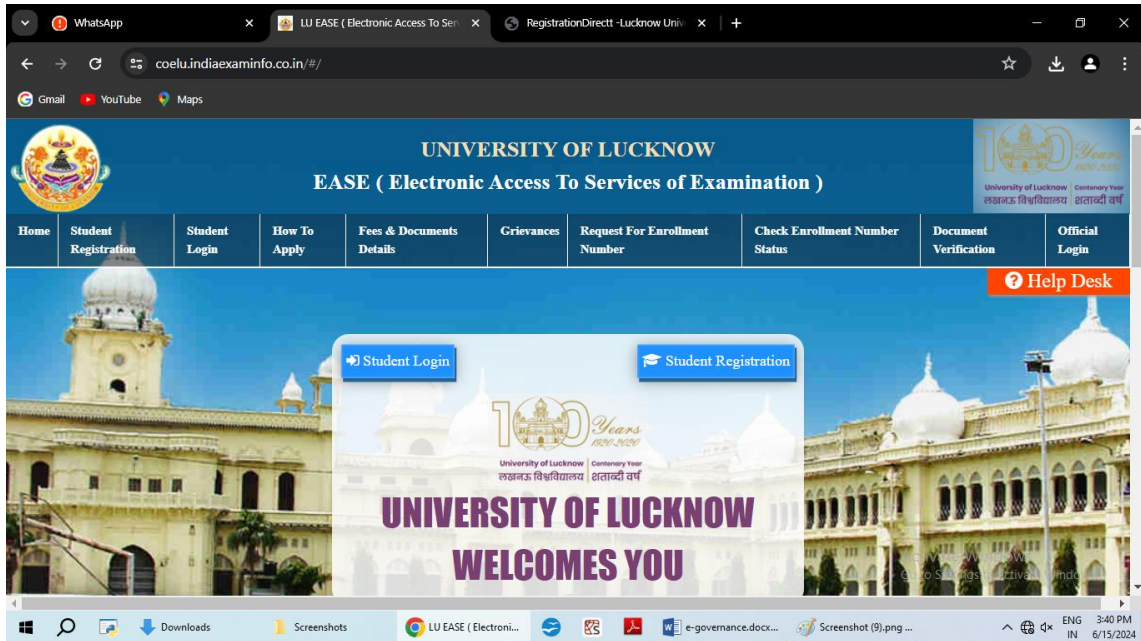 WhatsApp
LU EASE ( Electronic Access To Ser
RegistrationDirectt -Lucknow Univ
coelu.indiaexaminfo.co.in/#/
Gmail YouTube Maps
UNIVERSITY OF LUCKNOW
EASE ( Electronic Access To Services of Examination )
100 Years
1920-2020
University of Lucknow Centenary Year
लखनऊ विश्वविद्यालय शताब्दी वर्ष
Home
Student
Registration
Student
Login
How To
Apply
Fees & Documents
Details
Grievances
Request For Enrollment
Number
Check Enrollment Number
Status
Document
Verification
Official
Login
Help Desk
Student Login
Student Registration
100 Years
1920-2020
University of Lucknow Centenary Year
लखनऊ विश्वविद्यालय शताब्दी वर्ष
UNIVERSITY OF LUCKNOW
WELCOMES YOU
Downloads
Screenshots
LU EASE ( Electroni...
e-governance.docx...
Screenshot (9).png ...
ENG
IN
3:40 PM